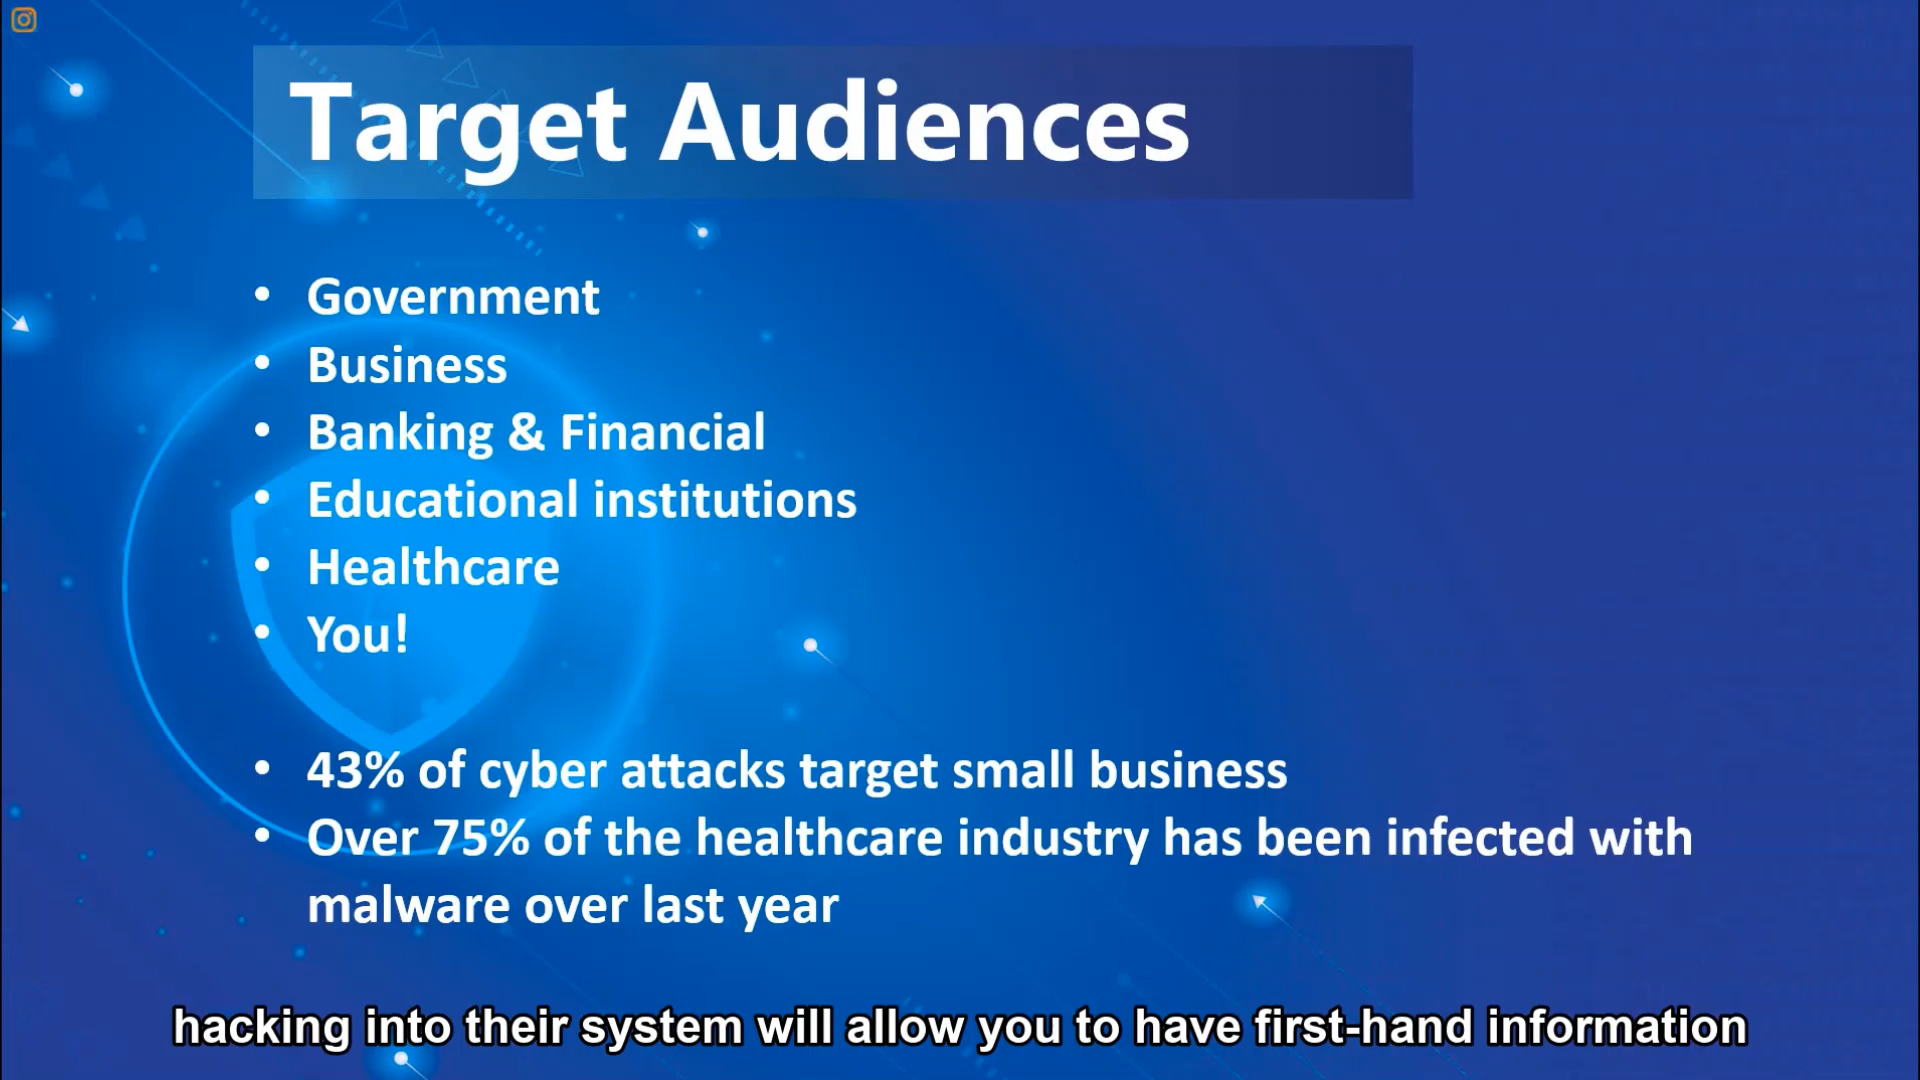 Target Audiences
• Government
• Business
• Banking & Financial
• Educational institutions
• Healthcare
• You!
• 43% of cyber attacks target small business
• Over 75% of the healthcare industry has been infected with
malware over last year
hacking into their system will allow you to have first-hand information